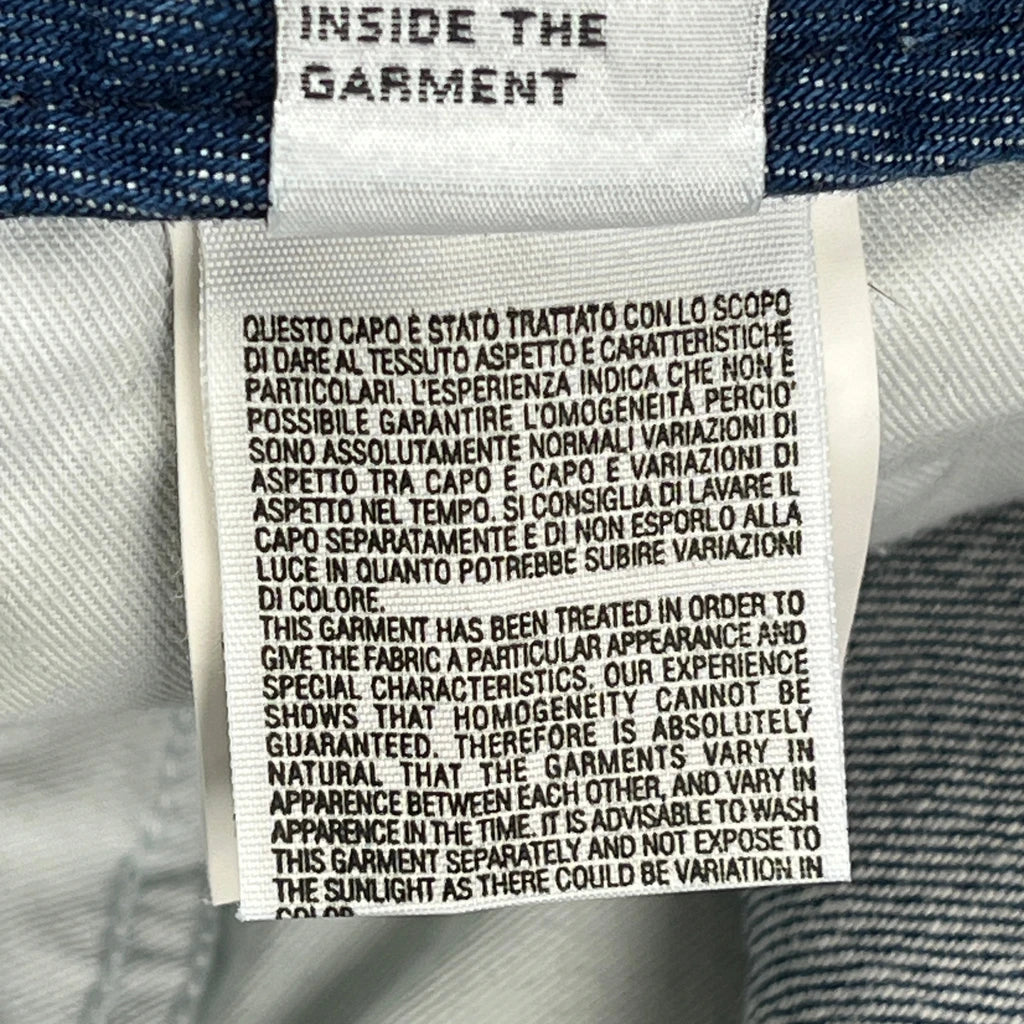 INSIDE THE
GARMENT
QUESTO CAPO È STATO TRATTATO CON LO SCOPO
DI DARE AL TESSUTO ASPETTO E CARATTERISTICHE
PARTICOLARI. L'ESPERIENZA INDICA CHE NON È
POSSIBILE GARANTIRE L'OMOGENEITÀ PERCIO'
SONO ASSOLUTAMENTE NORMALI VARIAZIONI DI
ASPETTO TRA CAPO E CAPO E VARIAZIONI DI
ASPETTO NEL TEMPO. SI CONSIGLIA DI LAVARE IL
CAPO SEPARATAMENTE E DI NON ESPORLO ALLA
LUCE IN QUANTO POTREBBE SUBIRE VARIAZIONI
DI COLORE.
THIS GARMENT HAS BEEN TREATED IN ORDER TO
GIVE THE FABRIC A PARTICULAR APPEARANCE AND
SPECIAL CHARACTERISTICS. OUR EXPERIENCE
SHOWS THAT HOMOGENEITY CANNOT BE
GUARANTEED. THEREFORE IS ABSOLUTELY
NATURAL THAT THE GARMENTS VARY IN
APPARENCE BETWEEN EACH OTHER, AND VARY IN
APPARENCE IN THE TIME. IT IS ADVISABLE TO WASH
THIS GARMENT SEPARATELY AND NOT EXPOSE TO
THE SUNLIGHT AS THERE COULD BE VARIATION IN
COLOR